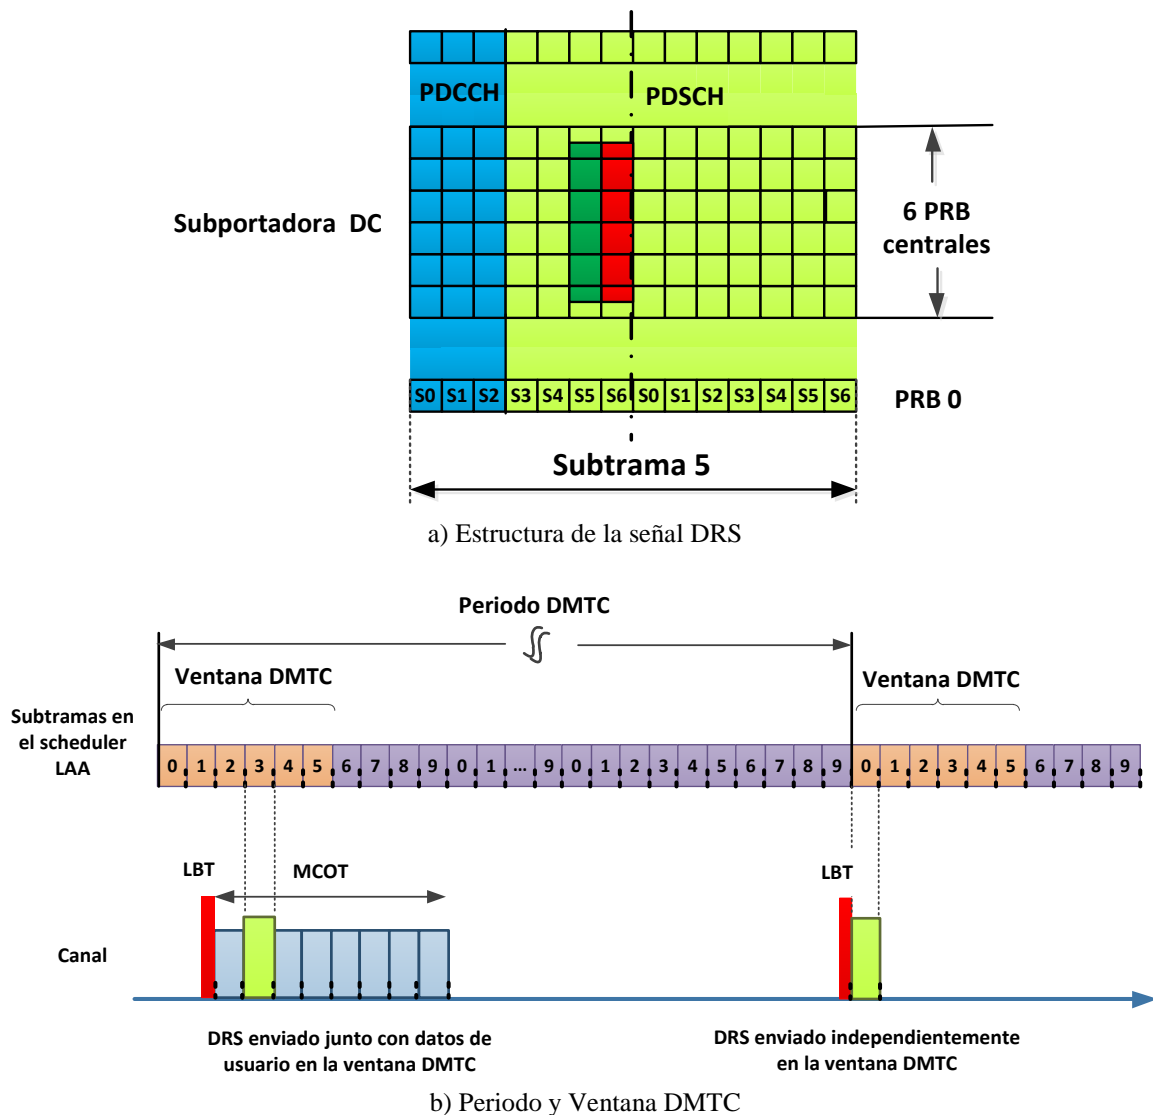 PDCCH
PDSCH
Subportadora DC
6 PRB
centrales
S0 S1 S2 S3 S4 S5 S6 S0 S1 S2 S3 S4 S5 S6
PRB 0
Subtrama 5
a) Estructura de la señal DRS
Periodo DMTC
Ventana DMTC
Ventana DMTC
Subtramas en
el scheduler
LAA
0 1 2 3 4 5 6 7 8 9 0 1 ... 9 0 1 2 3 4 5 6 7 8 9 0 1 2 3 4 5 6 7 8 9
LBT
MCOT
LBT
Canal
DRS enviado junto con datos de
usuario en la ventana DMTC
DRS enviado independientemente
en la ventana DMTC
b) Periodo y Ventana DMTC